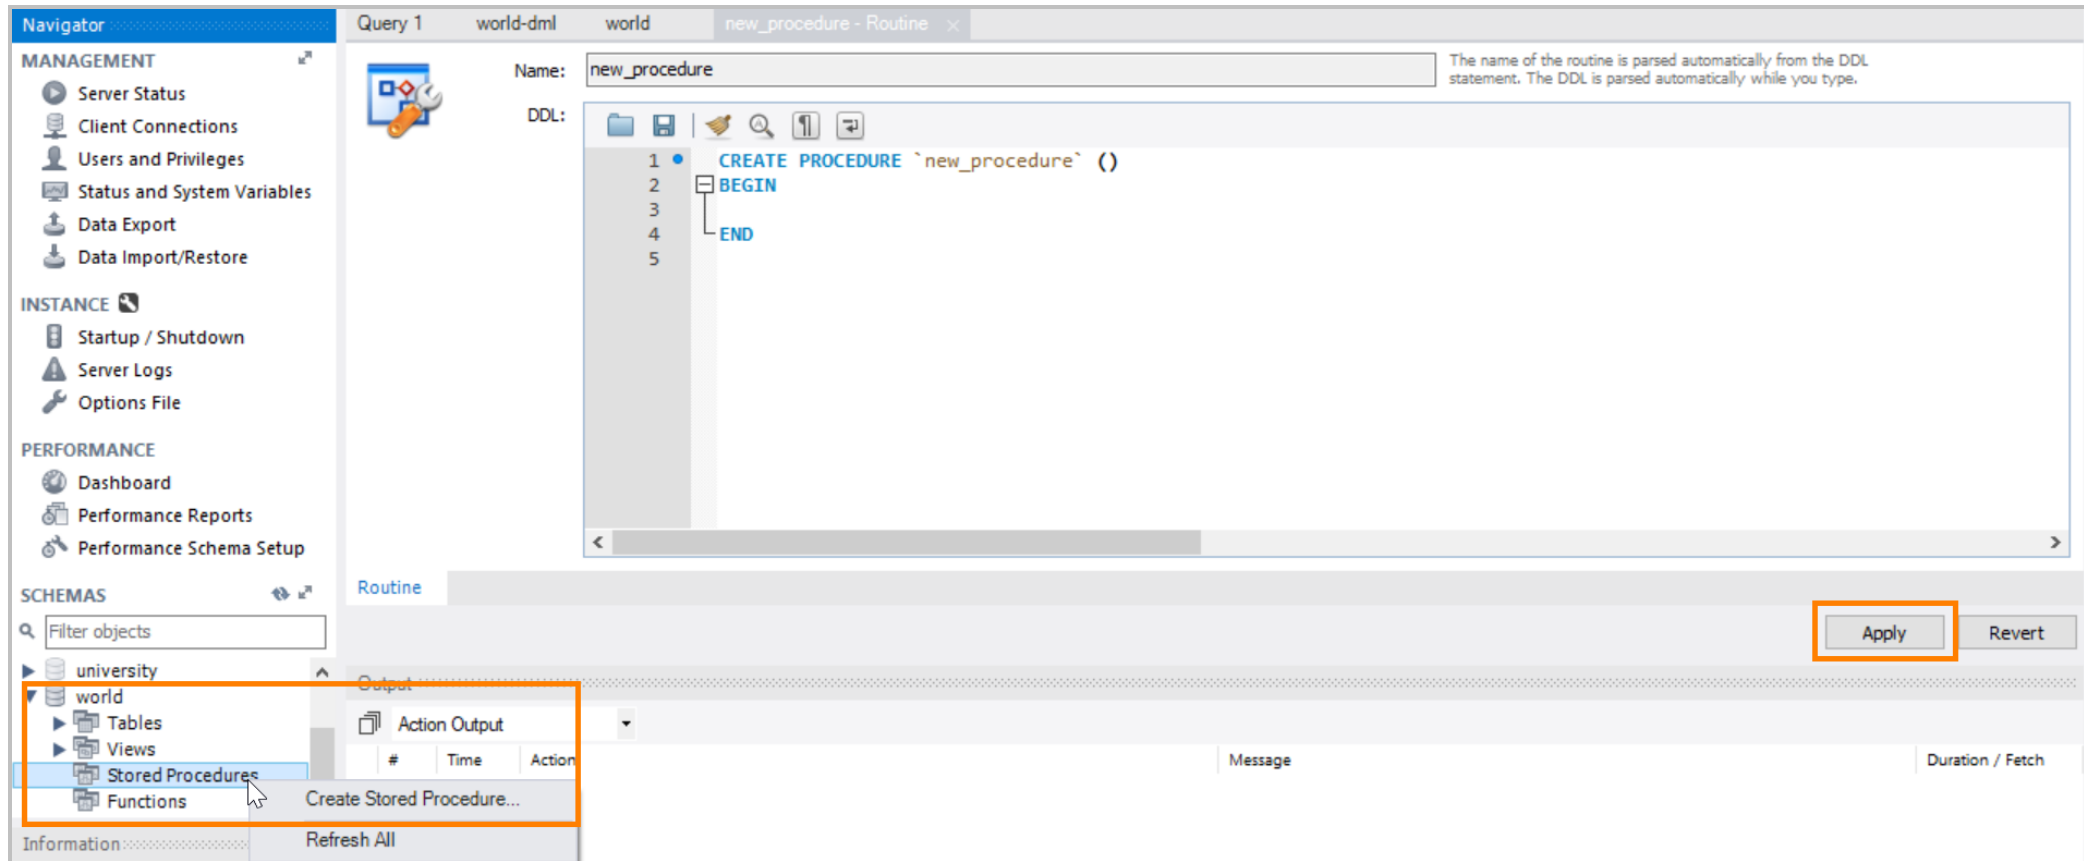 Navigator
MANAGEMENT
Server Status
Client Connections
Users and Privileges
Status and System Variables
Data Export
Data Import/Restore
INSTANCE
Startup / Shutdown
Server Logs
Options File
PERFORMANCE
Dashboard
Performance Reports
Performance Schema Setup
SCHEMAS
Filter objects
university
world
Tables
Views
Stored Procedures
Functions
Information
Create Stored Procedure...
Refresh All
Query 1 world-dml world new_procedure - Routine
Name: new_procedure
The name of the routine is parsed automatically from the DDL
statement. The DDL is parsed automatically while you type.
DDL:
1 CREATE PROCEDURE `new_procedure` ()
2 BEGIN
3
4 END
5
Routine
Apply Revert
Output
Action Output
# Time Action Message Duration / Fetch